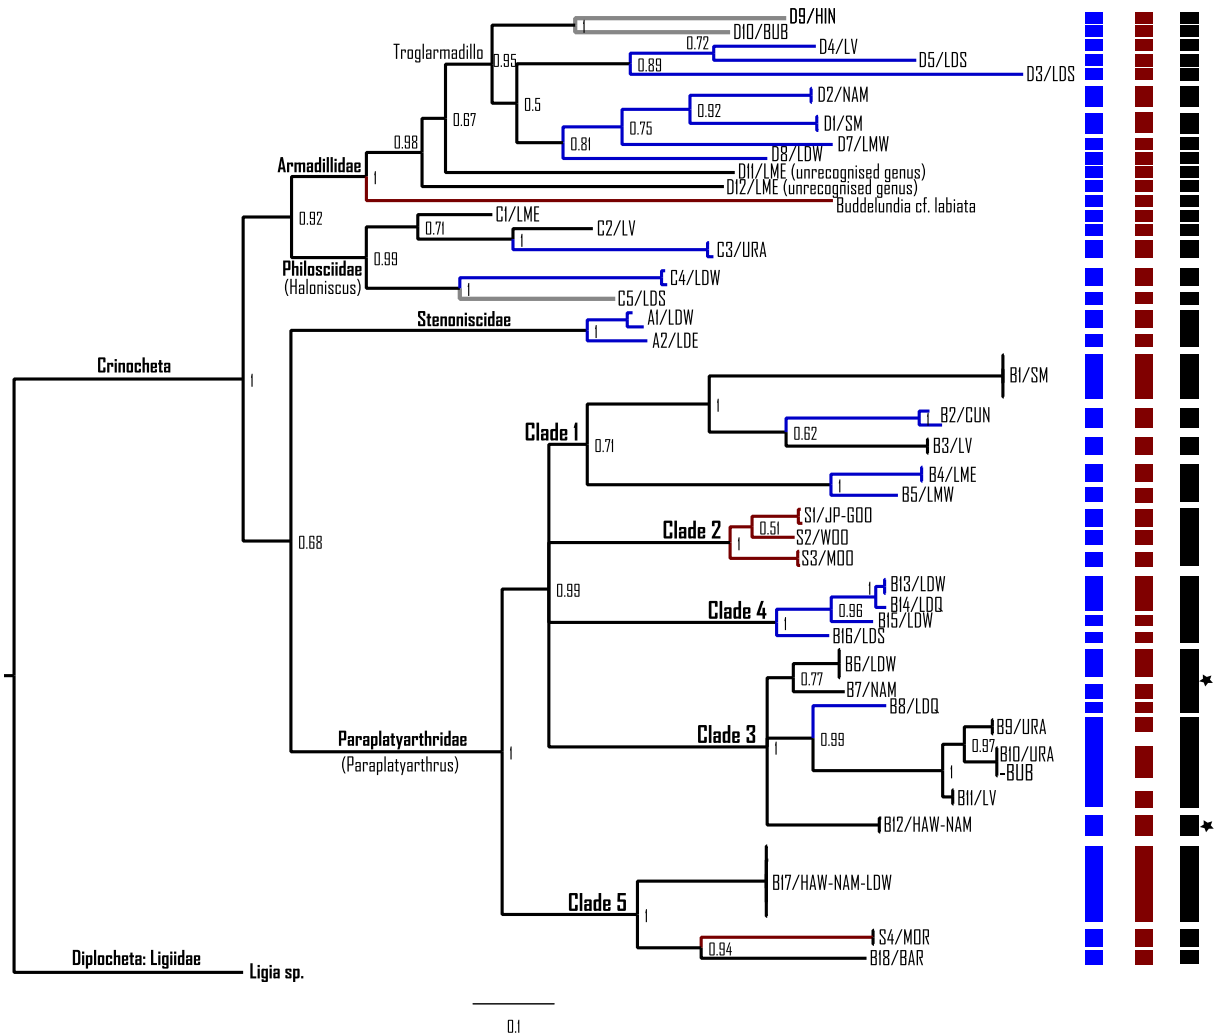 D9/HIN
1
D10/BUB
Troglarmadillo
0.95
0.72
D4/LV
0.89
D5/LDS
D3/LDS
0.5
D2/NAM
0.92
D1/SM
0.67
0.75
D7/LMW
0.98
0.81
D8/LDW
Armadillidae
D11/LME (unrecognised genus)
1
D12/LME (unrecognised genus)
Buddelundia cf. labiata
0.92
C1/LME
0.71
C2/LV
1
C3/URA
0.99
Philosciidae
(Haloniscus)
C4/LDW
1
C5/LDS
Stenoniscidae
A1/LDW
1
A2/LDE
Crinocheta
1
B1/SM
1
B2/CUN
1
Clade 1
0.62
0.71
B3/LV
B4/LME
1
B5/LMW
S1/JP-GOO
0.51
Clade 2
S2/WOO
1
S3/MOO
0.68
0.99
1
B13/LDW
Clade 4
0.96
B14/LDQ
1
B15/LDW
B16/LDS
B6/LDW
0.77
B7/NAM
B8/LDQ
Clade 3
0.99
1
B9/URA
0.97
B10/URA
-BUB
1
B11/LV
Paraplatyarthridae
(Paraplatyarthrus)
1
B12/HAW-NAM
B17/HAW-NAM-LDW
Clade 5
1
S4/MOR
0.94
B18/BAR
Diplocheta: Ligiidae
Ligia sp.
0.1